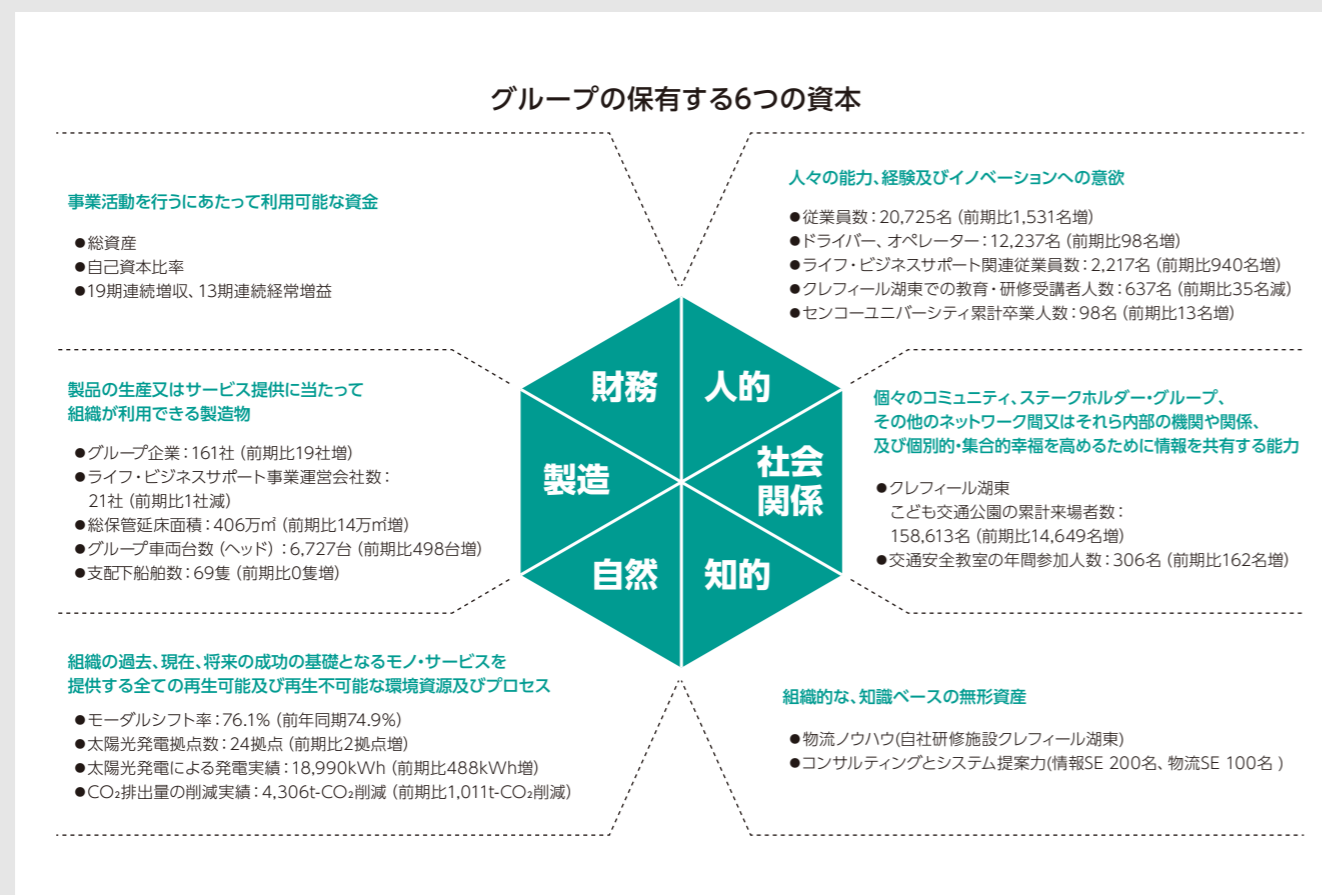 グループの保有する6つの資本
事業活動を行うにあたって利用可能な資金
●総資産
●自己資本比率
●19期連続増収、13期連続経常増益
人々の能力、経験及びイノベーションへの意欲
●従業員数：20,725名（前期比1,531名増）
●ドライバー、オペレーター：12,237名（前期比98名増）
●ライフ・ビジネスサポート関連従業員数：2,217名（前期比940名増）
●クレフィール湖東での教育・研修受講者人数：637名（前期比35名減）
●センコーユニバーシティ累計卒業人数：98名（前期比13名増）
製品の生産又はサービス提供に当たって
組織が利用できる製造物
●グループ企業：161社（前期比19社増）
●ライフ・ビジネスサポート事業運営会社数：
21社（前期比1社減）
●総保管延床面積：406万㎡（前期比14万㎡増）
●グループ車両台数（ヘッド）：6,727台（前期比498台増）
●支配下船舶数：69隻（前期比0隻増）
財務
人的
製造
社会
関係
自然
知的
個々のコミュニティ、ステークホルダー・グループ、
その他のネットワーク間又はそれら内部の機関や関係、
及び個別的・集合的幸福を高めるために情報を共有する能力
●クレフィール湖東
こども交通公園の累計来場者数：
158,613名（前期比14,649名増）
●交通安全教室の年間参加人数：306名（前期比162名増）
組織の過去、現在、将来の成功の基礎となるモノ・サービスを
提供する全ての再生可能及び再生不可能な環境資源及びプロセス
●モーダルシフト率：76.1%（前年同期74.9%）
●太陽光発電拠点数：24拠点（前期比2拠点増）
●太陽光発電による発電実績：18,990kWh（前期比488kWh増）
●CO₂排出量の削減実績：4,306t-CO₂削減（前期比1,011t-CO₂削減）
組織的な、知識ベースの無形資産
●物流ノウハウ(自社研修施設クレフィール湖東)
●コンサルティングとシステム提案力(情報SE 200名、物流SE 100名 )